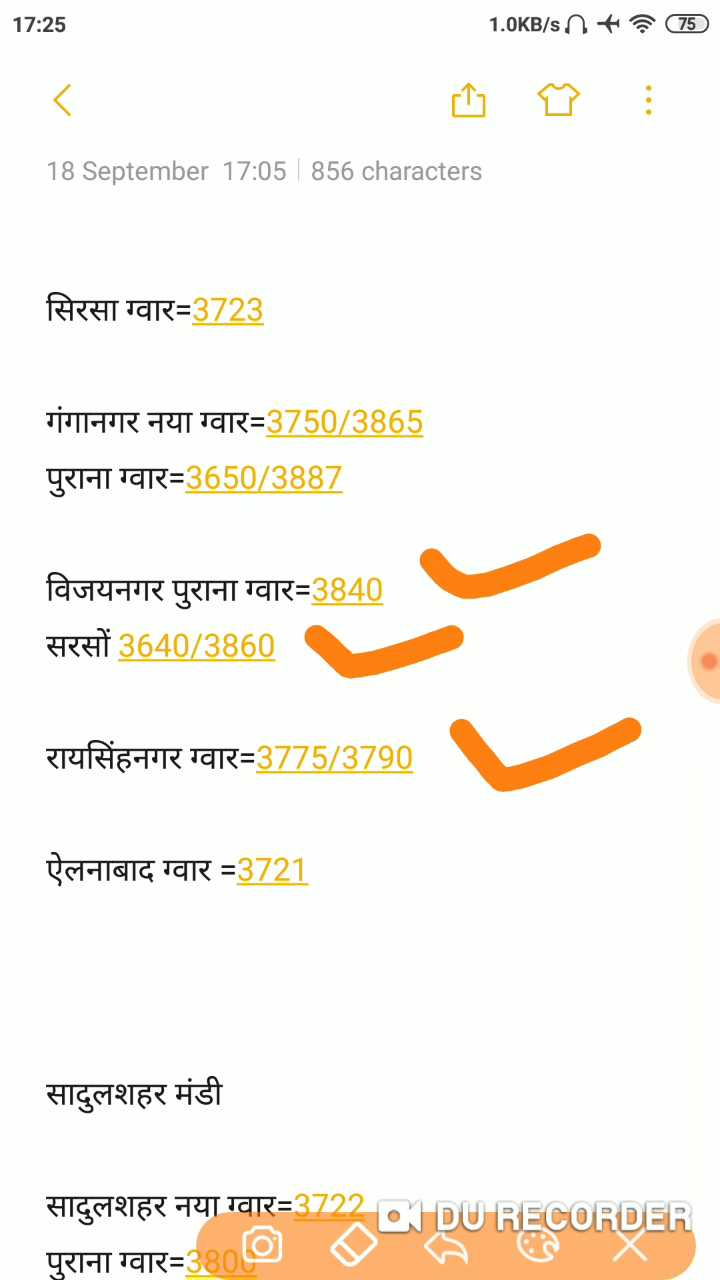 17:25 1.0KB/s 75
18 September 17:05 | 856 characters
सिरसा ग्वार=3723
गंगानगर नया ग्वार=3750/3865
पुराना ग्वार=3650/3887
विजयनगर पुराना ग्वार=3840
सरसों 3640/3860
रायसिंहनगर ग्वार=3775/3790
ऐलनाबाद ग्वार =3721
सादुलशहर मंडी
सादुलशहर नया ग्वार=3722
DU RECORDER
पुराना ग्वार=3800